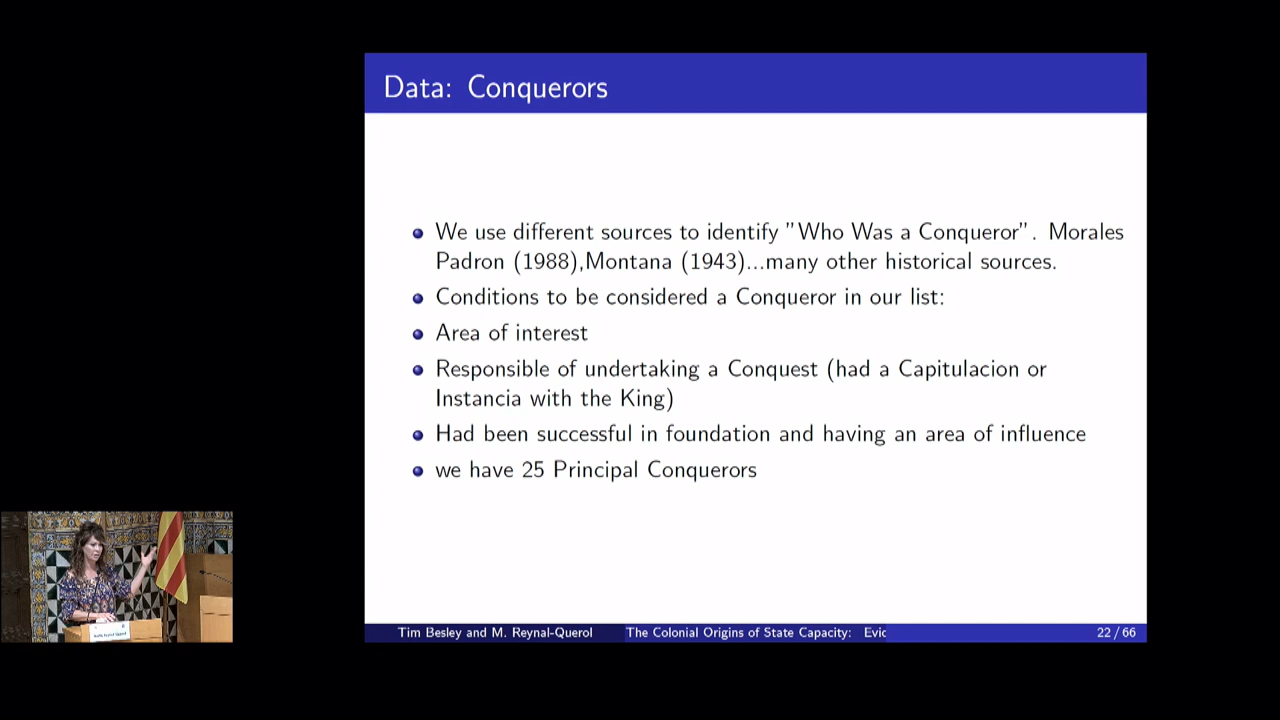 Data: Conquerors
We use different sources to identify "Who Was a Conqueror". Morales
Padron (1988),Montana (1943)...many other historical sources.
Conditions to be considered a Conqueror in our list:
Area of interest
Responsible of undertaking a Conquest (had a Capitulacion or
Instancia with the King)
Had been successful in foundation and having an area of influence
we have 25 Principal Conquerors
Tim Besley and M. Reynal-Querol
The Colonial Origins of State Capacity: Evic
22 / 66